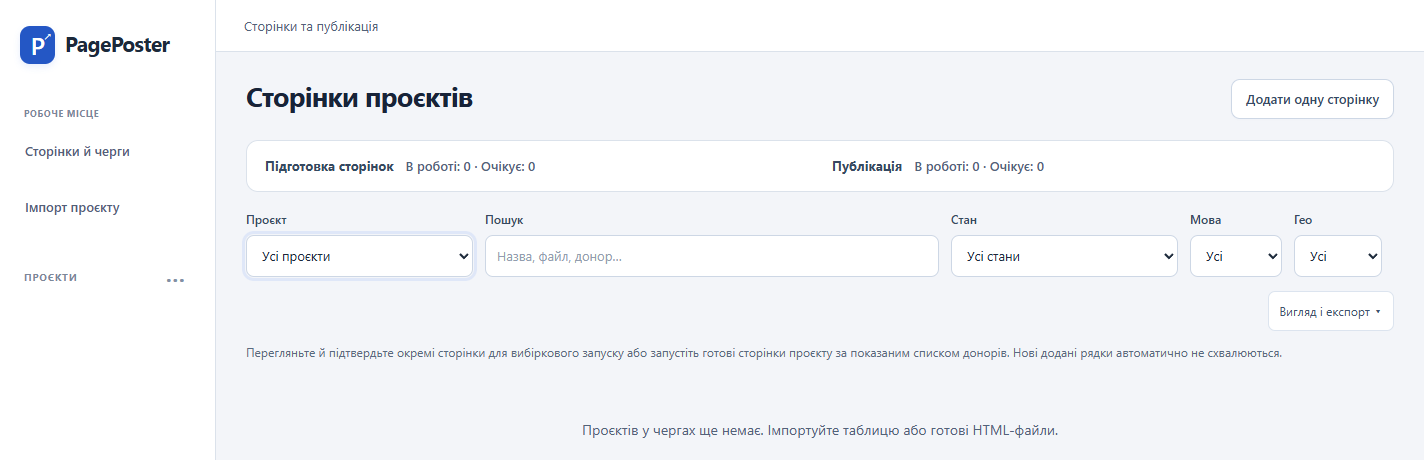 P
PagePoster
Сторінки та публікація
РОБОЧЕ МІСЦЕ
Сторінки й черги
Імпорт проєкту
ПРОЄКТИ
Сторінки проєктів
Додати одну сторінку
Підготовка сторінок В роботі: 0 · Очікує: 0
Публікація В роботі: 0 · Очікує: 0
Проєкт
Усі проєкти
Пошук
Назва, файл, донор...
Стан
Усі стани
Мова
Усі
Гео
Усі
Вигляд і експорт
Перегляньте й підтвердьте окремі сторінки для вибіркового запуску або запустіть готові сторінки проєкту за показаним списком донорів. Нові додані рядки автоматично не схвалюються.
Проєктів у чергах ще немає. Імпортуйте таблицю або готові HTML-файли.